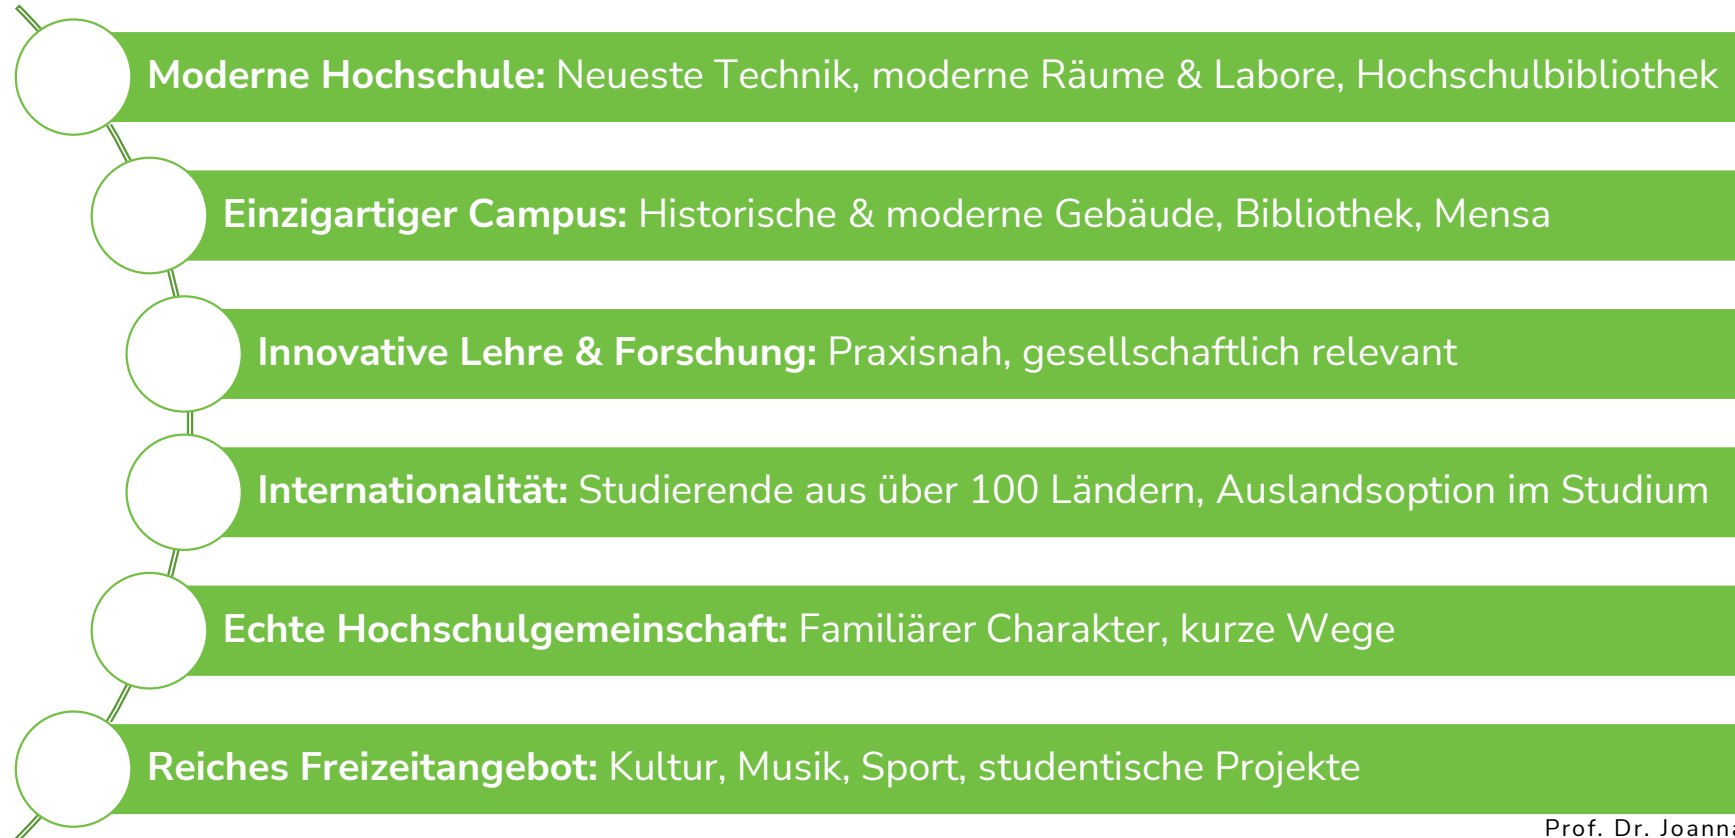 Moderne Hochschule: Neueste Technik, moderne Räume & Labore, Hochschulbibliothek
Einzigartiger Campus: Historische & moderne Gebäude, Bibliothek, Mensa
Innovative Lehre & Forschung: Praxisnah, gesellschaftlich relevant
Internationalität: Studierende aus über 100 Ländern, Auslandsoption im Studium
Echte Hochschulgemeinschaft: Familiärer Charakter, kurze Wege
Reiches Freizeitangebot: Kultur, Musik, Sport, studentische Projekte
Prof. Dr. Joanna